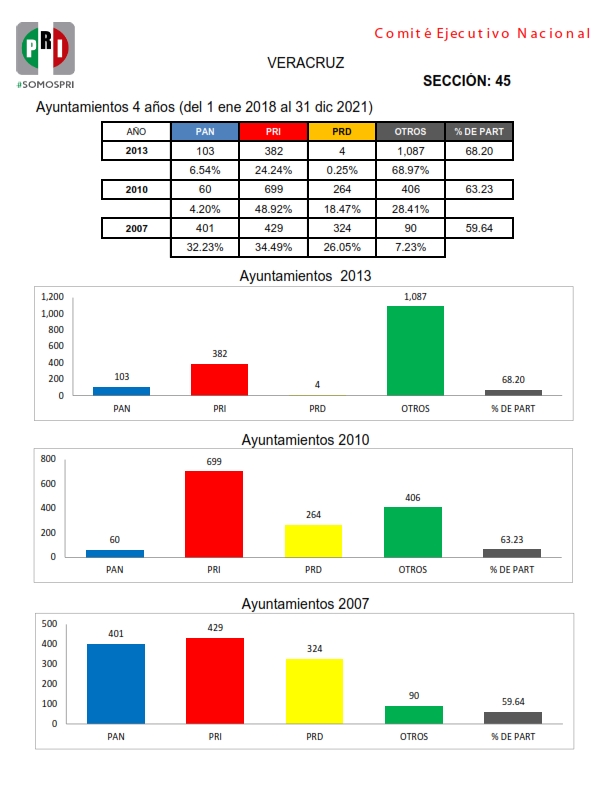 PRI
#SOMOSPRI
Comité Ejecutivo Nacional
VERACRUZ
SECCIÓN: 45
Ayuntamientos 4 años (del 1 ene 2018 al 31 dic 2021)
AÑO PAN PRI PRD OTROS % DE PART
2013 103 382 4 1,087 68.20
6.54% 24.24% 0.25% 68.97%
2010 60 699 264 406 63.23
4.20% 48.92% 18.47% 28.41%
2007 401 429 324 90 59.64
32.23% 34.49% 26.05% 7.23%
Ayuntamientos 2013
1,200
1,000
800
600
400
200
0
103 382 4 1,087 68.20
PAN PRI PRD OTROS % DE PART
Ayuntamientos 2010
800
600
400
200
0
60 699 264 406 63.23
PAN PRI PRD OTROS % DE PART
Ayuntamientos 2007
500
400
300
200
100
0
401 429 324 90 59.64
PAN PRI PRD OTROS % DE PART